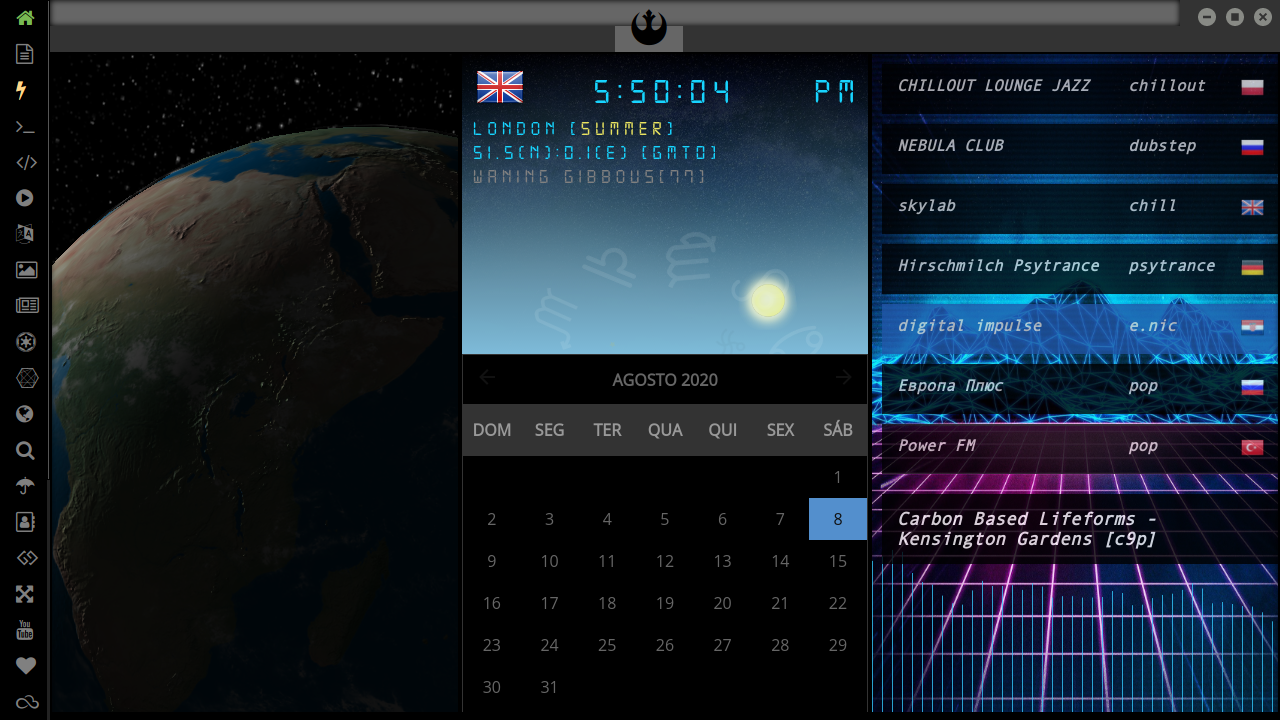 5:50:04 PM
LONDON (SUMMER)
51.5(N):0.1(E) (GMT0)
WANING GIBBOUS(77)
AGOSTO 2020
DOM SEG TER QUA QUI SEX SÁB
1
2 3 4 5 6 7 8
9 10 11 12 13 14 15
16 17 18 19 20 21 22
23 24 25 26 27 28 29
30 31
CHILLOUT LOUNGE JAZZ chillout
NEBULA CLUB dubstep
skylab chill
Hirschmilch Psytrance psytrance
digital impulse e.nic
Европа Плюс pop
Power FM pop
Carbon Based Lifeforms -
Kensington Gardens [c9p]
You
Tube